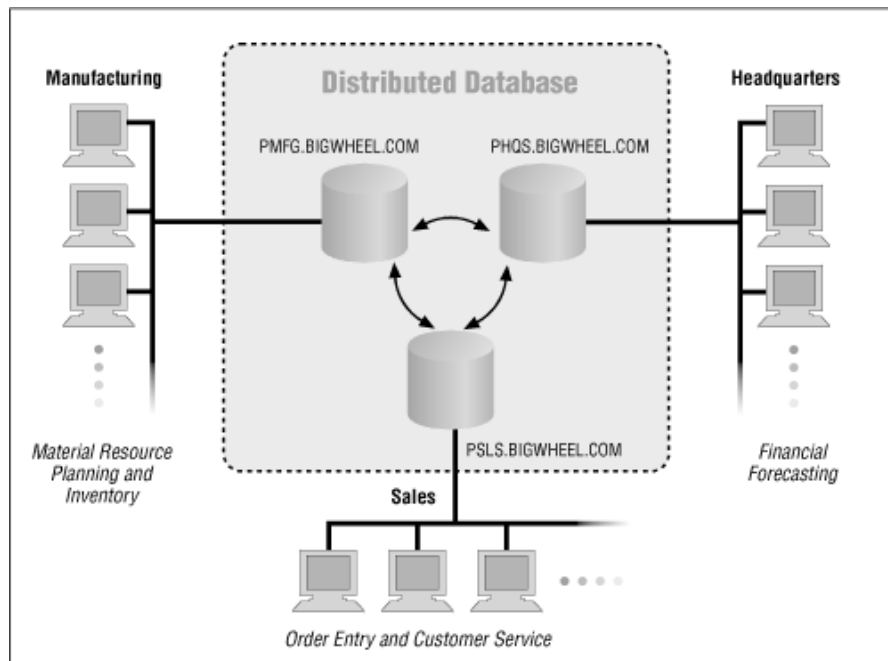 Distributed Database
Manufacturing
Headquarters
PMFG.BIGWHEEL.COM
PHQS.BIGWHEEL.COM
PSLS.BIGWHEEL.COM
Material Resource
Planning and
Inventory
Financial
Forecasting
Sales
Order Entry and Customer Service